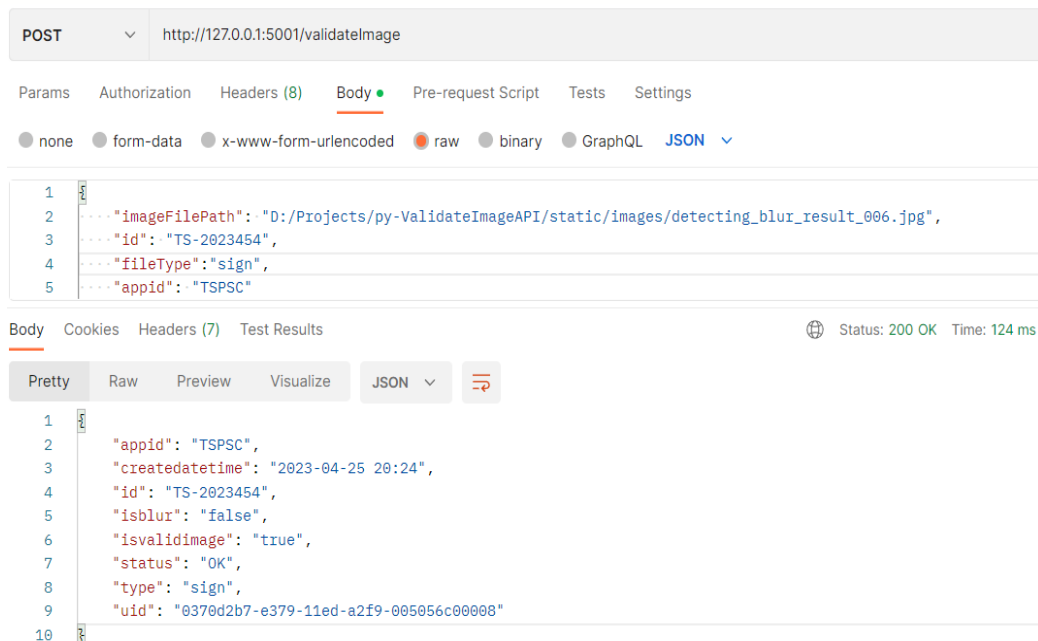 POST http://127.0.0.1:5001/validateImage
Params Authorization Headers (8) Body Pre-request Script Tests Settings
none form-data x-www-form-urlencoded raw binary GraphQL JSON
1 {
2 "imageFilePath": "D:/Projects/py-ValidateImageAPI/static/images/detecting_blur_result_006.jpg",
3 "id": "TS-2023454",
4 "fileType":"sign",
5 "appid": "TSPSC"
Body Cookies Headers (7) Test Results Status: 200 OK Time: 124 ms
Pretty Raw Preview Visualize JSON
1 {
2 "appid": "TSPSC",
3 "createdatetime": "2023-04-25 20:24",
4 "id": "TS-2023454",
5 "isblur": "false",
6 "isvalidimage": "true",
7 "status": "OK",
8 "type": "sign",
9 "uid": "0370d2b7-e379-11ed-a2f9-005056c00008"
10 }